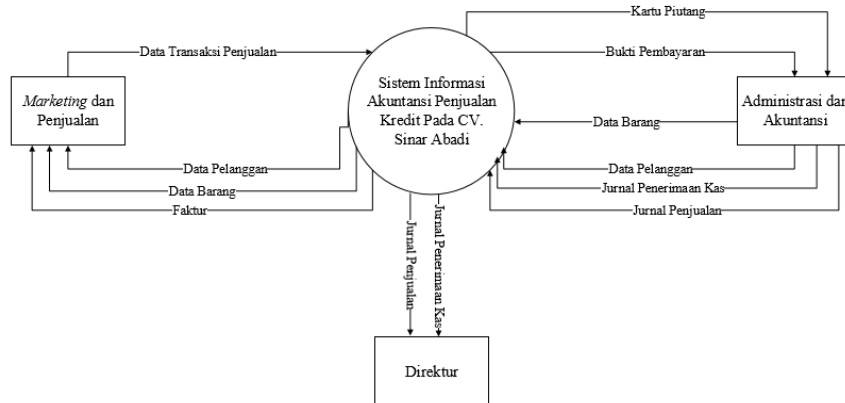 Kartu Piutang
Data Transaksi Penjualan
Bukti Pembayaran
Marketing dan
Penjualan
Sistem Informasi
Akuntansi Penjualan
Kredit Pada CV.
Sinar Abadi
Administrasi dan
Akuntansi
Data Barang
Data Pelanggan
Data Barang
Faktur
Data Pelanggan
Jurnal Penerimaan Kas
Jurnal Penjualan
Jurnal Penjualan
Jurnal Penerimaan Kas
Direktur